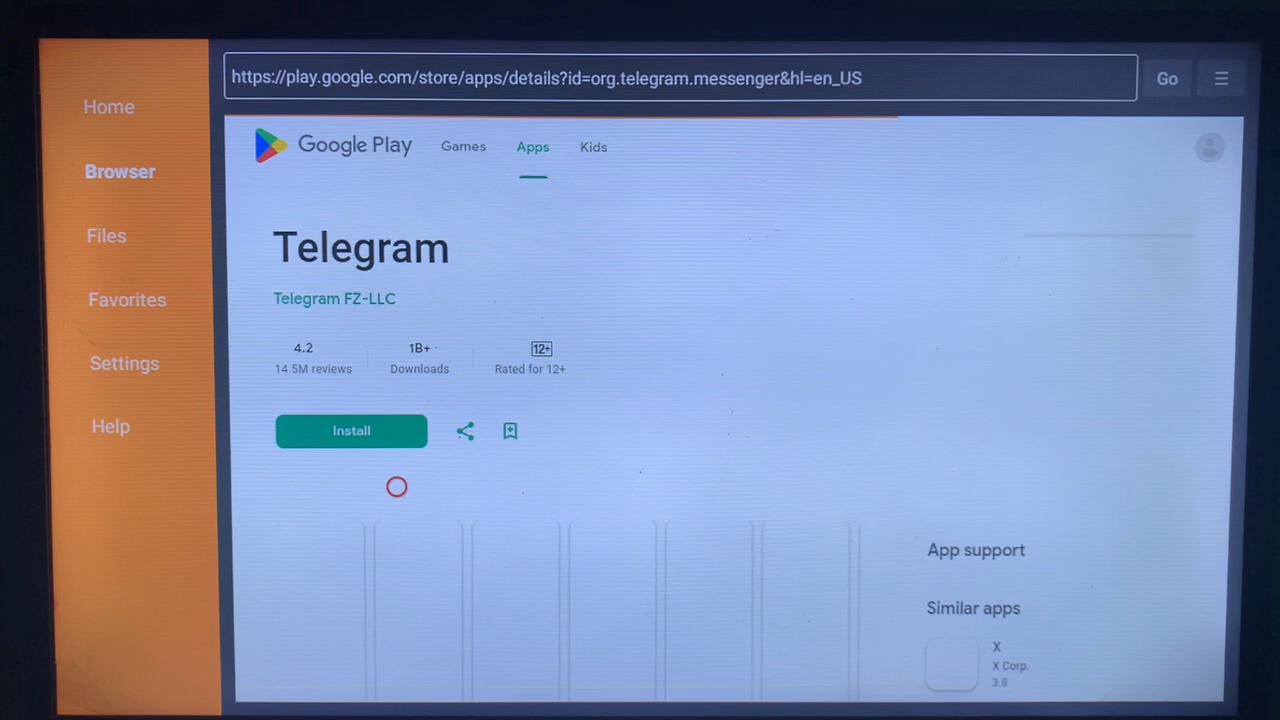 https://play.google.com/store/apps/details?id=org.telegram.messenger&hl=en_US
Go
Home
Browser
Files
Favorites
Settings
Help
Google Play
Games
Apps
Kids
Telegram
Telegram FZ-LLC
4.2
14.5M reviews
1B+
Downloads
12+
Rated for 12+
Install
App support
Similar apps
X
X Corp.
3.8